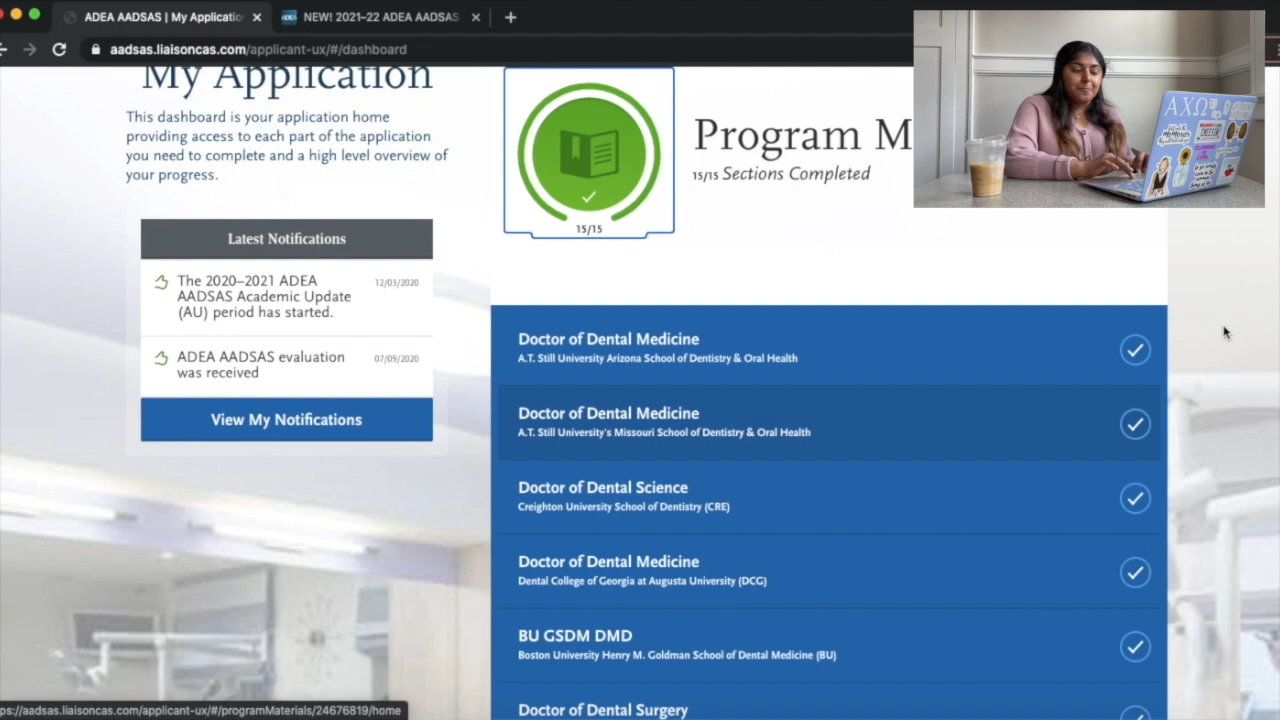 ADEA AADSAS | My Applicatio
NEW! 2021–22 ADEA AADSAS
aadsas.liaisoncas.com/applicant-ux/#/dashboard
My Application
This dashboard is your application home
providing access to each part of the application
you need to complete and a high level overview of
your progress.
Latest Notifications
The 2020–2021 ADEA
AADSAS Academic Update
(AU) period has started.
12/03/2020
ADEA AADSAS evaluation
was received
07/09/2020
View My Notifications
15/15
Program M
15/15 Sections Completed
ΑΧΩ
Doctor of Dental Medicine
A.T. Still University Arizona School of Dentistry & Oral Health
Doctor of Dental Medicine
A.T. Still University's Missouri School of Dentistry & Oral Health
Doctor of Dental Science
Creighton University School of Dentistry (CRE)
Doctor of Dental Medicine
Dental College of Georgia at Augusta University (DCG)
BU GSDM DMD
Boston University Henry M. Goldman School of Dental Medicine (BU)
Doctor of Dental Surgery
ps://aadsas.liaisoncas.com/applicant-ux/#/programMaterials/24676819/home